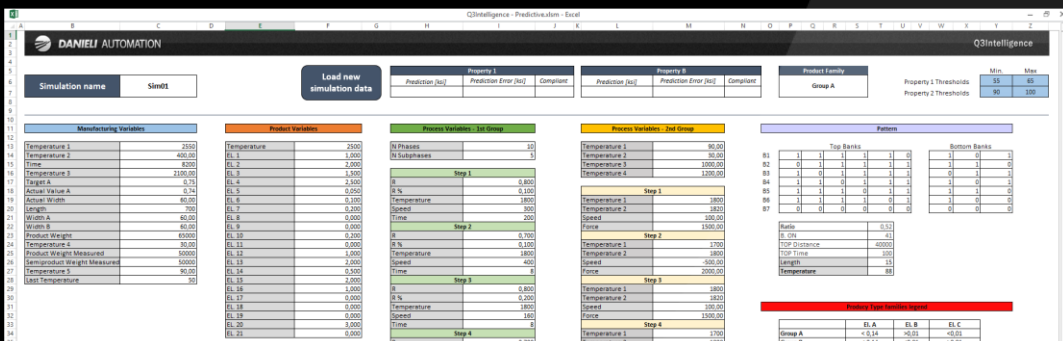 Q3Intelligence - Predictive.xlsm - Excel
A B C D E F G H I J K L M N O P Q R S T U V W X Y Z
DANIELI AUTOMATION Q3Intelligence
Simulation name Sim01
Load new simulation data
Property 1
Prediction [ksi] Prediction Error [ksi] Compliant
Property B
Prediction [ksi] Prediction Error [ksi] Compliant
Product Family
Group A
Min. Max
Property 1 Thresholds 55 65
Property 2 Thresholds 90 100
Manufacturing Variables
Temperature 1 2550
Temperature 2 400,00
Time 8200
Temperature 3 2100,00
Target A 0,75
Actual Value A 0,74
Actual Width 60,00
Length 700
Width A 60,00
Width B 60,00
Product Weight 65000
Temperature 4 30,00
Product Weight Measured 50000
Semiproduct Weight Measured 50000
Temperature 5 90,00
Last Temperature 50
Product Variables
Temperature 2500
EL. 1 1,000
EL. 2 2,000
EL. 3 1,500
EL. 4 2,500
EL. 5 0,050
EL. 6 0,100
EL. 7 0,200
EL. 8 0,000
EL. 9 0,000
EL. 10 0,200
EL. 11 0,000
EL. 12 1,000
EL. 13 2,000
EL. 14 0,500
EL. 15 2,000
EL. 16 1,000
EL. 17 0,000
EL. 18 0,000
EL. 19 0,000
EL. 20 3,000
EL. 21 0,000
Process Variables - 1st Group
N Phases 10
N Subphases 5
Step 1
R 0,800
R % 0,100
Temperature 1800
Speed 300
Time 200
Step 2
R 0,700
R % 0,100
Temperature 1800
Speed 400
Time 8
Step 3
R 0,000
R % 0,200
Temperature 1800
Speed 160
Time 8
Step 4
Process Variables - 2nd Group
Temperature 1 90,00
Temperature 2 30,00
Temperature 3 1000,00
Temperature 4 1200,00
Step 1
Temperature 1 1800
Temperature 2 1820
Speed 100,00
Force 1500,00
Step 2
Temperature 1 1700
Temperature 2 1800
Speed -500,00
Force 2000,00
Step 3
Temperature 1 1800
Temperature 2 1820
Speed 100,00
Force 1500,00
Step 4
Temperature 1 1700
Pattern
Top Banks Bottom Banks
B1
B2
B3
B4
B5
B6
B7
Ratio 0,52
B. ON 41
TOP Distance 40000
TOP Time 100
Length 15
Temperature 88
Product Type Families legend
EL. A EL. B EL. C
Group A < 0,14 >0,01 <0,01